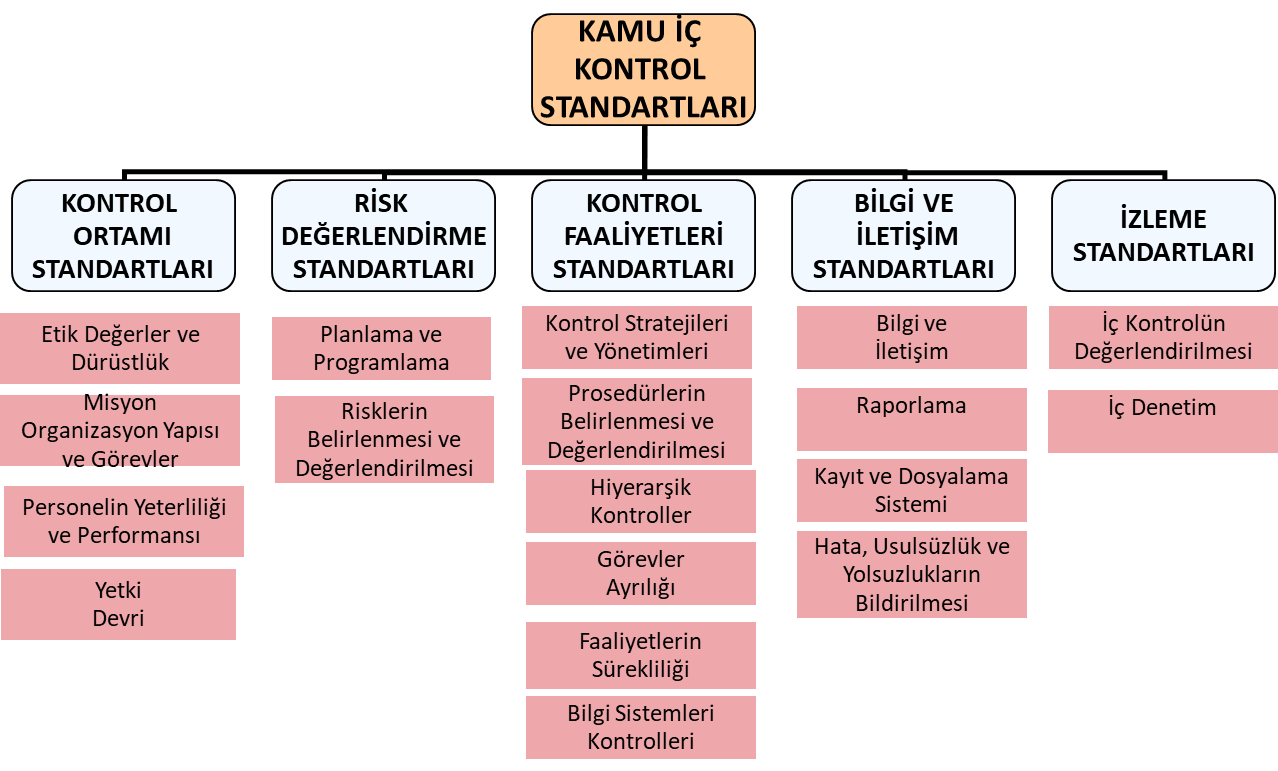 KAMU İÇ
KONTROL
STANDARTLARI
KONTROL
ORTAMI
STANDARTLARI
Etik Değerler ve
Dürüstlük
Misyon
Organizasyon Yapısı
ve Görevler
Personelin Yeterliliği
ve Performansı
Yetki
Devri
RİSK
DEĞERLENDİRME
STANDARTLARI
Planlama ve
Programlama
Risklerin
Belirlenmesi ve
Değerlendirilmesi
KONTROL
FAALİYETLERİ
STANDARTLARI
Kontrol Stratejileri
ve Yönetimleri
Prosedürlerin
Belirlenmesi ve
Değerlendirilmesi
Hiyerarşik
Kontroller
Görevler
Ayrılığı
Faaliyetlerin
Sürekliliği
Bilgi Sistemleri
Kontrolleri
BİLGİ VE
İLETİŞİM
STANDARTLARI
Bilgi ve
İletişim
Raporlama
Kayıt ve Dosyalama
Sistemi
Hata, Usulsüzlük ve
Yolsuzlukların
Bildirilmesi
İZLEME
STANDARTLARI
İç Kontrolün
Değerlendirilmesi
İç Denetim